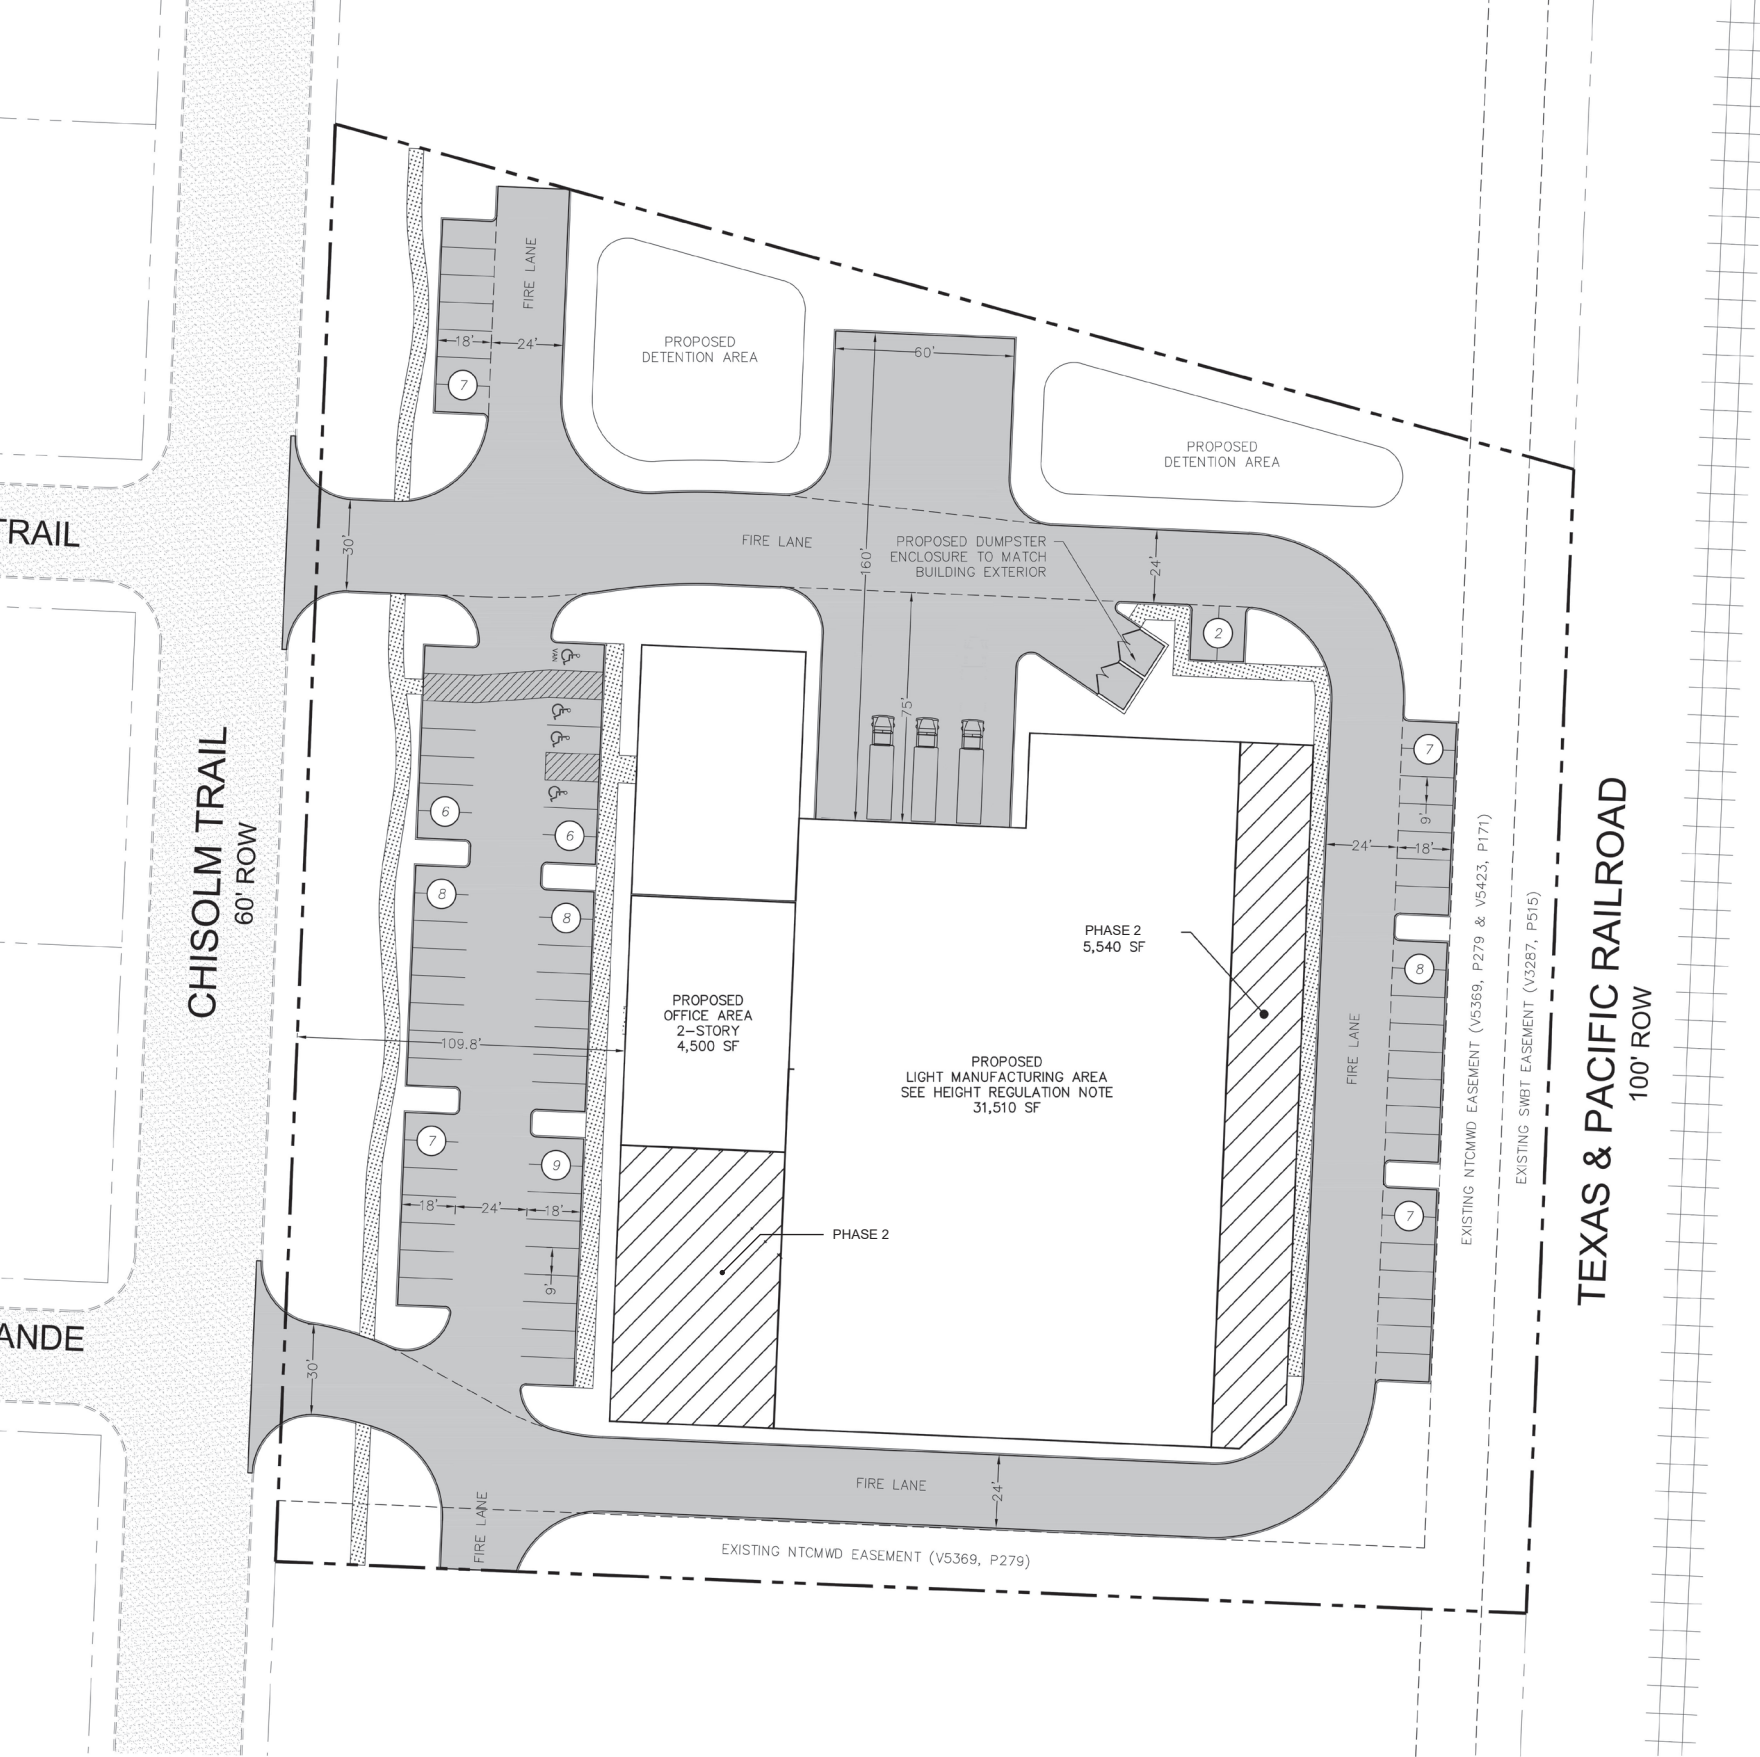 FIRE LANE
18'
24'
7
PROPOSED
DETENTION AREA
60'
PROPOSED
DETENTION AREA
TRAIL
30'
FIRE LANE
160'
PROPOSED DUMPSTER
ENCLOSURE TO MATCH
BUILDING EXTERIOR
24'
2
VAN
75'
6
6
8
8
7
24'
18'
9'
8
7
CHISOLM TRAIL
60' ROW
109.8'
PROPOSED
OFFICE AREA
2-STORY
4,500 SF
PHASE 2
5,540 SF
PROPOSED
LIGHT MANUFACTURING AREA
SEE HEIGHT REGULATION NOTE
31,510 SF
FIRE LANE
EXISTING NTCMWD EASEMENT (V5369, P279 & V5423, P171)
EXISTING SWBT EASEMENT (V3287, P515)
TEXAS & PACIFIC RAILROAD
100' ROW
7
9
18'
24'
18'
9'
PHASE 2
ANDE
30'
FIRE LANE
FIRE LANE
24'
EXISTING NTCMWD EASEMENT (V5369, P279)